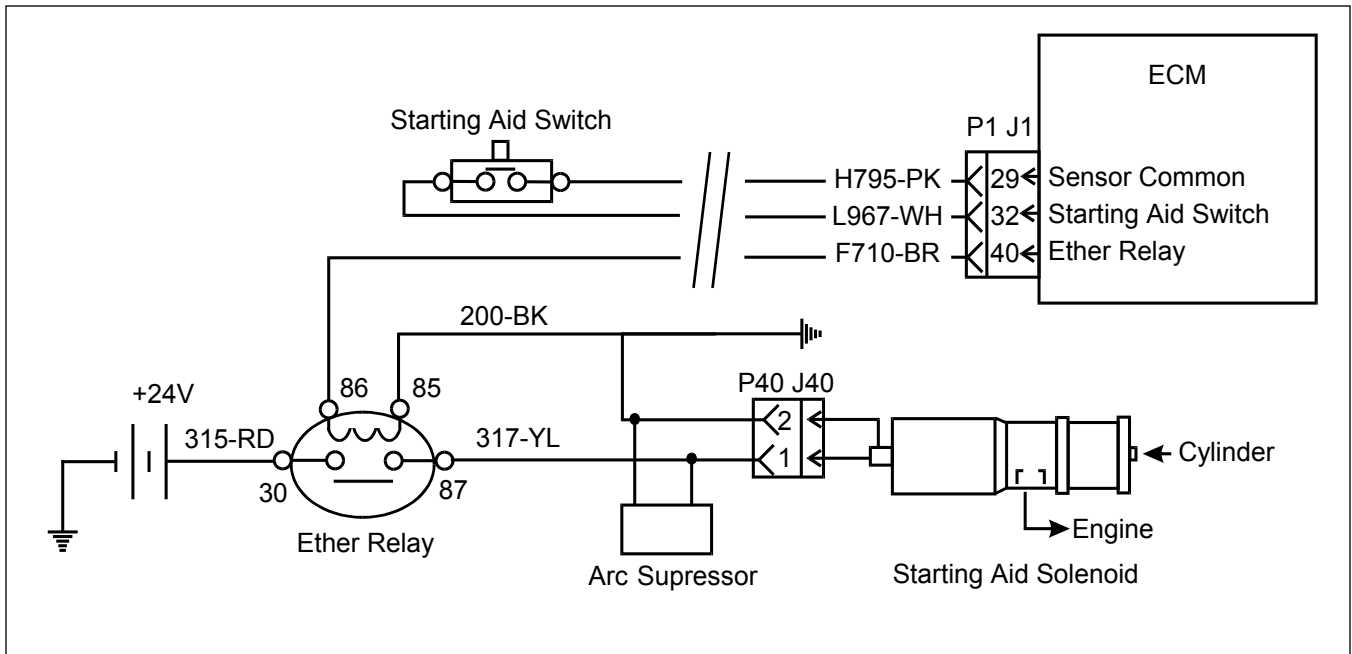 ECM
Starting Aid Switch
P1 J1
H795-PK 29 Sensor Common
L967-WH 32 Starting Aid Switch
F710-BR 40 Ether Relay
200-BK
86 85
P40 J40
+24V
315-RD
317-YL
2
1
Cylinder
30
87
Engine
Ether Relay
Arc Supressor
Starting Aid Solenoid